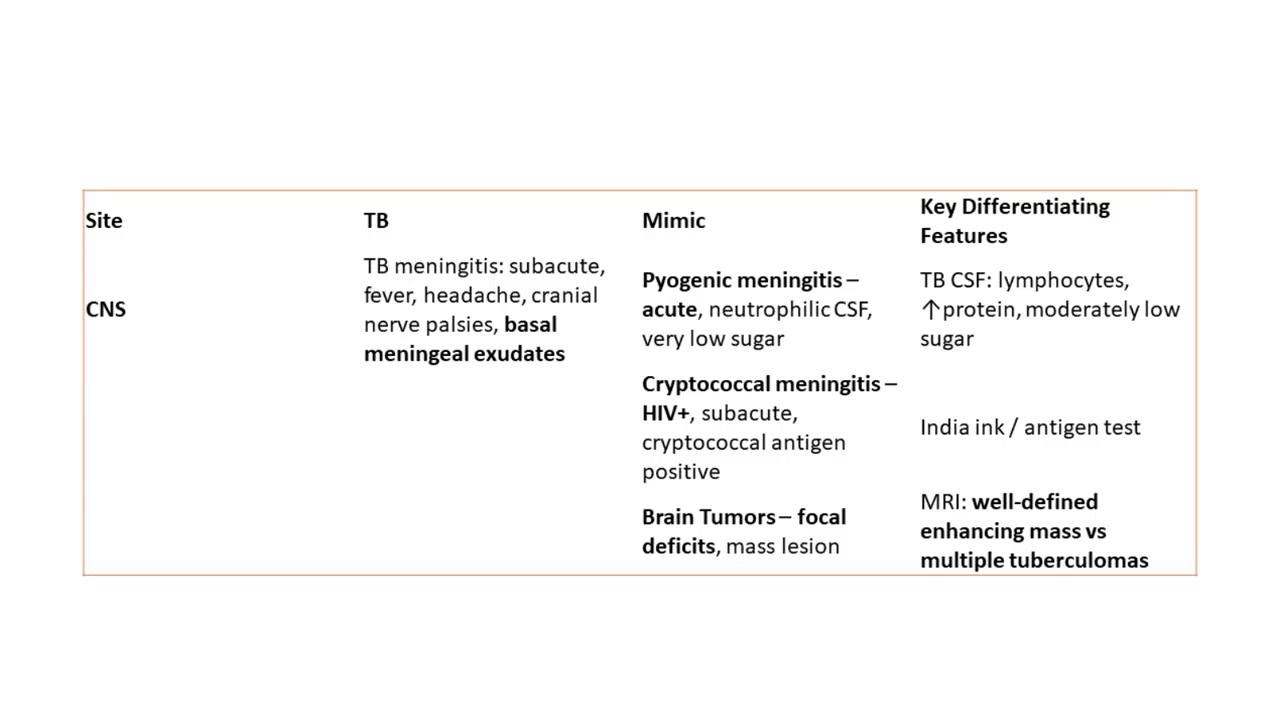 Site
TB
Mimic
Key Differentiating
Features
CNS
TB meningitis: subacute,
fever, headache, cranial
nerve palsies, basal
meningeal exudates
Pyogenic meningitis –
acute, neutrophilic CSF,
very low sugar
TB CSF: lymphocytes,
↑protein, moderately low
sugar
Cryptococcal meningitis –
HIV+, subacute,
cryptococcal antigen
positive
India ink / antigen test
Brain Tumors – focal
deficits, mass lesion
MRI: well-defined
enhancing mass vs
multiple tuberculomas